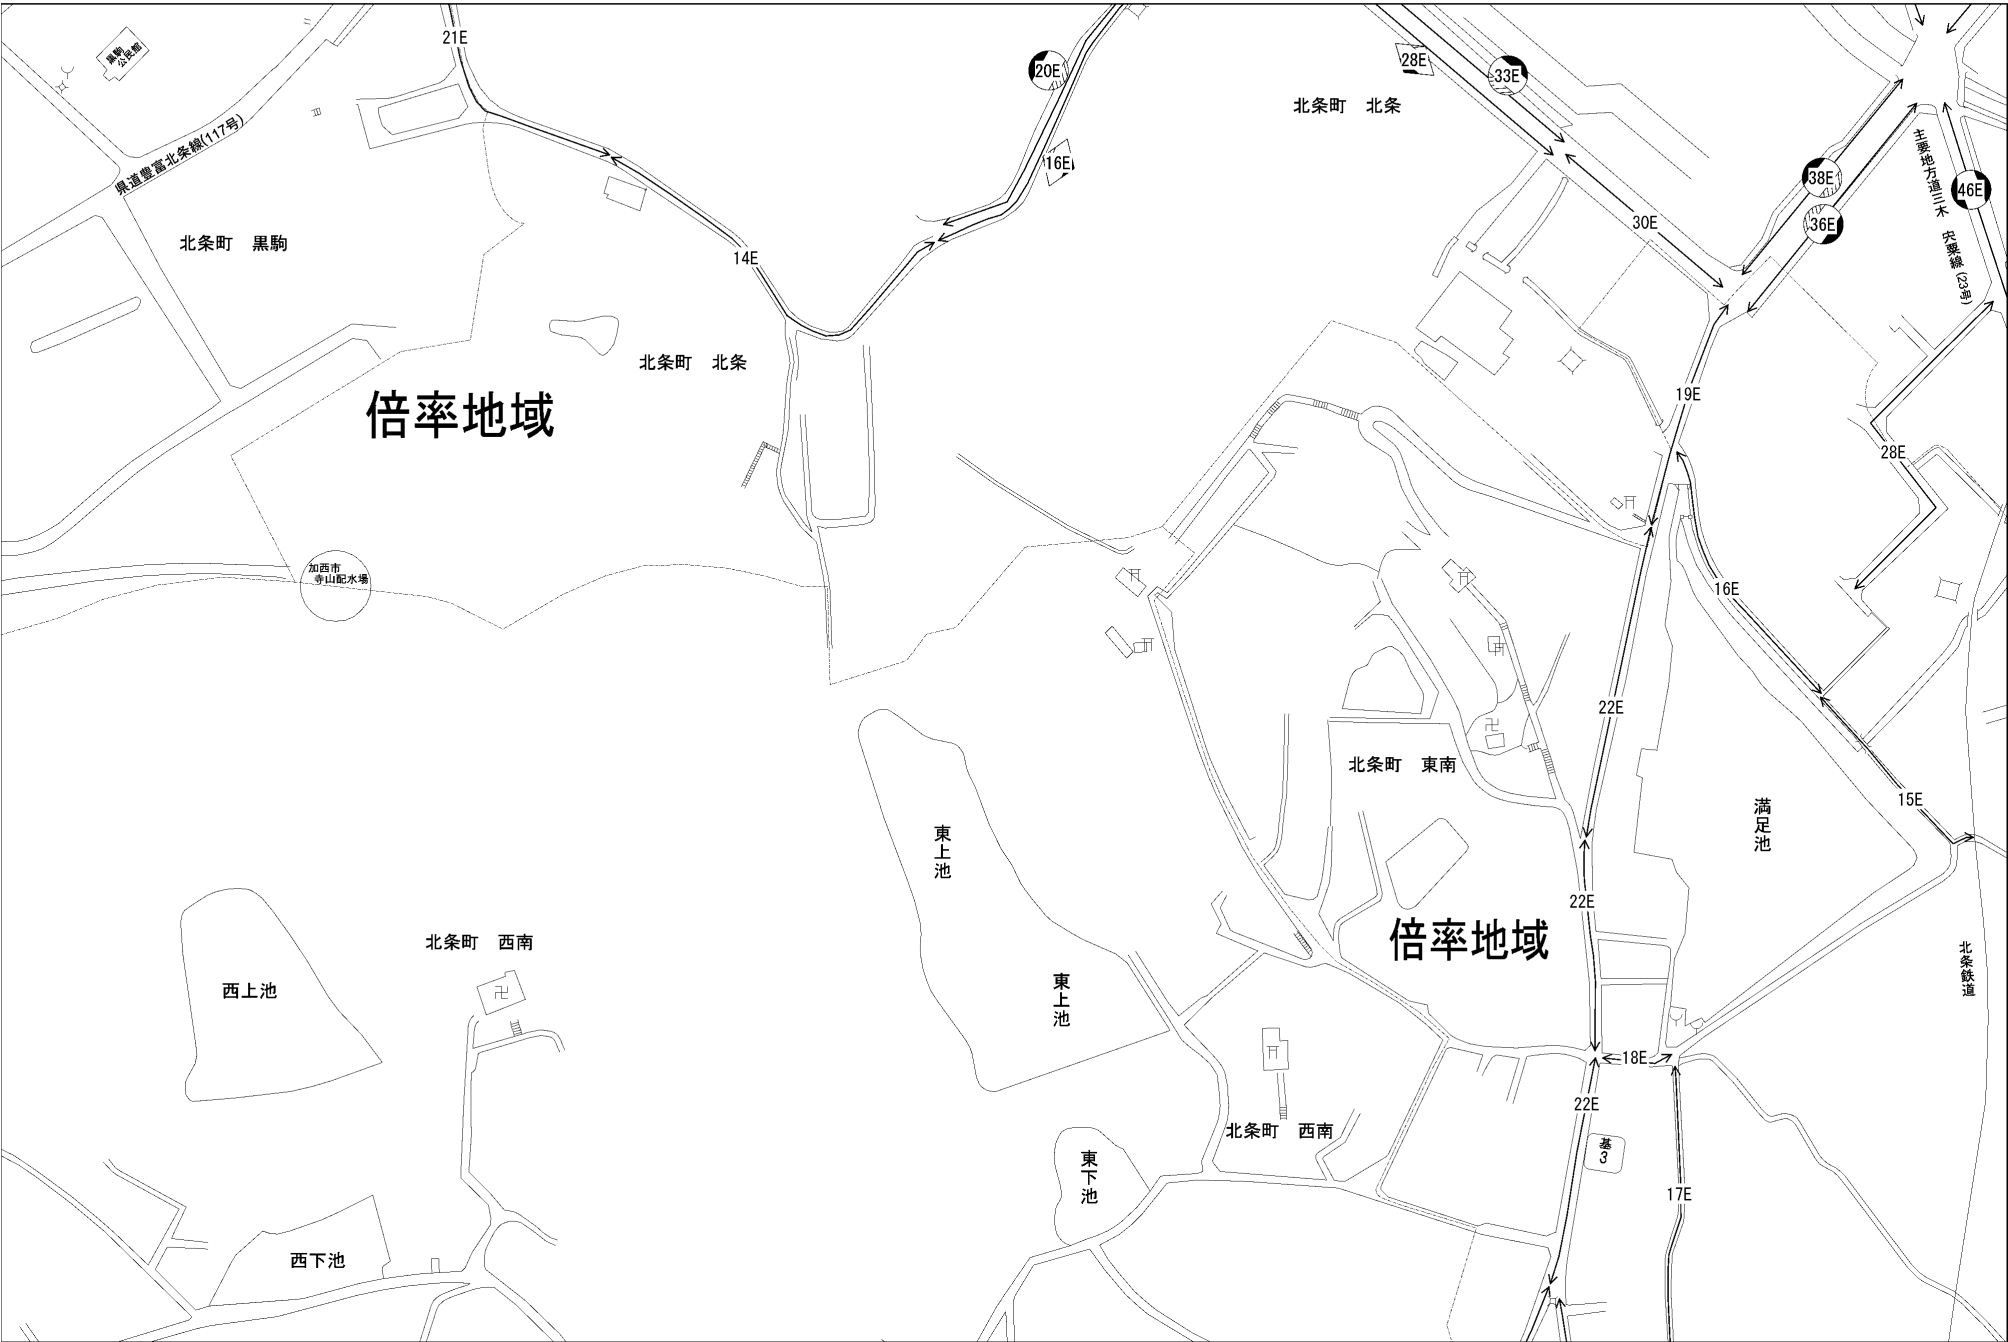 21E
黒駒
公民館
20E
28E
33E
北条町 北条
県道豊富北条線(117号)
16E
38E
主要地方道三木 宍粟線(23号)
46E
36E
30E
北条町 黒駒
14E
北条町 北条
19E
倍率地域
28E
加西市
寺山配水場
16E
22E
北条町 東南
15E
満足池
東上池
22E
倍率地域
北条町 西南
北条鉄道
西上池
東上池
18E
22E
北条町 西南
基
3
東下池
17E
西下池